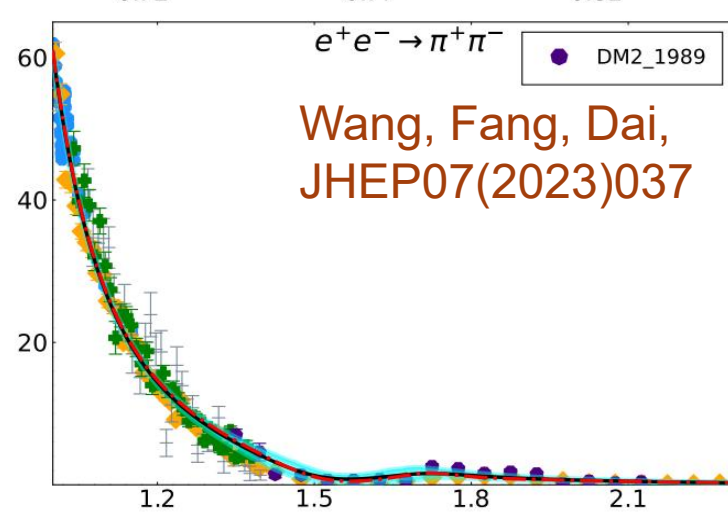 e⁺e⁻→π⁺π⁻
DM2_1989
Wang, Fang, Dai,
JHEP07(2023)037
60
40
20
1.2 1.5 1.8 2.1